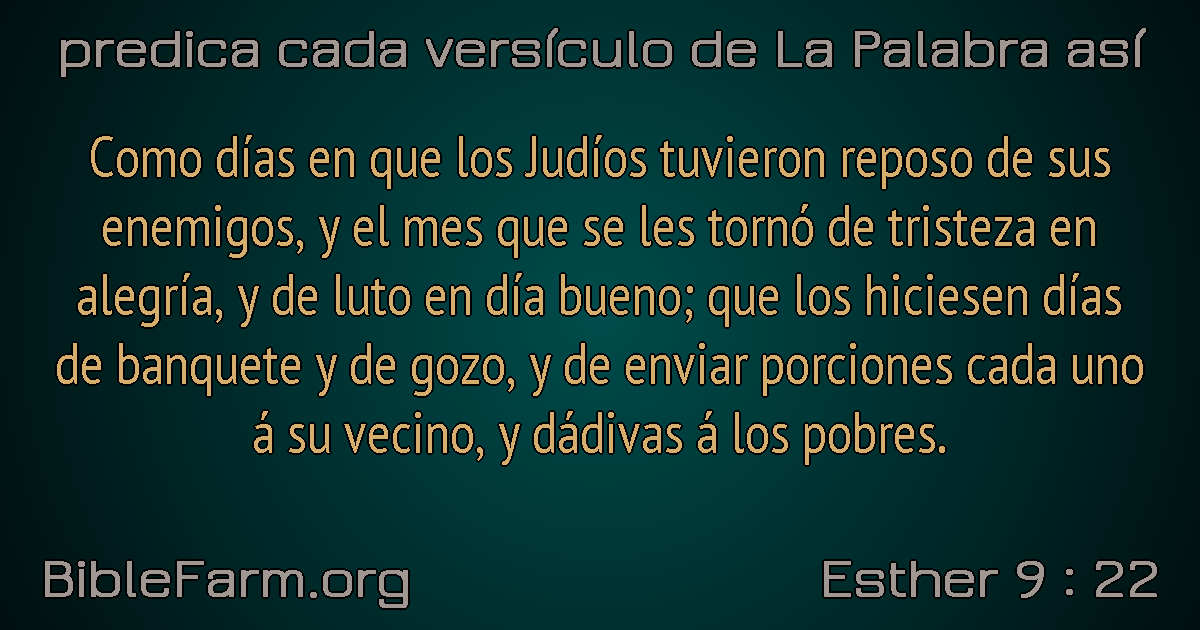 predica cada versículo de La Palabra así
Como días en que los Judíos tuvieron reposo de sus
enemigos, y el mes que se les tornó de tristeza en
alegría, y de luto en día bueno; que los hiciesen días
de banquete y de gozo, y de enviar porciones cada uno
á su vecino, y dádivas á los pobres.
BibleFarm.org
Esther 9 : 22